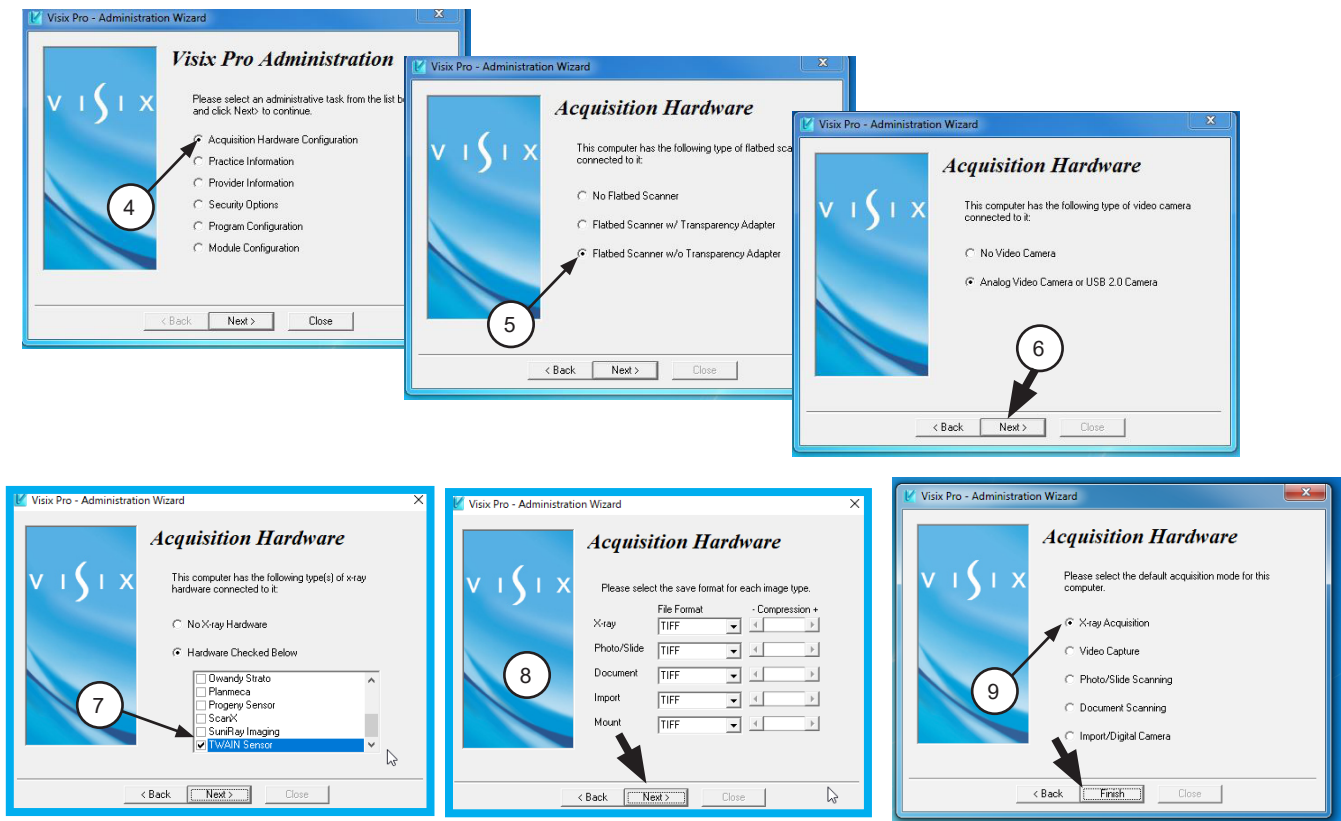 Visix Pro - Administration Wizard
X
VISIX
Visix Pro Administration
Please select an administrative task from the list
and click Next> to continue.
Acquisition Hardware Configuration
Practice Information
Provider Information
Security Options
Program Configuration
Module Configuration
4
< Back
Next >
Close
Visix Pro - Administration Wizard
X
VISIX
Acquisition Hardware
This computer has the following type of flatbed
connected to it:
No Flatbed Scanner
Flatbed Scanner w/ Transparency Adapter
Flatbed Scanner w/o Transparency Adapter
5
< Back
Next >
Close
Visix Pro - Administration Wizard
X
VISIX
Acquisition Hardware
This computer has the following type of video camera
connected to it:
No Video Camera
Analog Video Camera or USB 2.0 Camera
6
< Back
Next >
Close
Visix Pro - Administration Wizard
VISIX
Acquisition Hardware
This computer has the following type(s) of x-ray
hardware connected to it:
No X-ray Hardware
Hardware Checked Below
Owandy Strato
Planmeca
Progeny Sensor
ScanX
SuniRay Imaging
TWAIN Sensor
7
< Back
Next >
Close
Visix Pro - Administration Wizard
VISIX
Acquisition Hardware
Please select the save format for each image type.
File Format - Compression +
X-ray TIFF
Photo/Slide TIFF
Document TIFF
Import TIFF
Mount TIFF
8
< Back
Next >
Close
Visix Pro - Administration Wizard
VISIX
Acquisition Hardware
Please select the default acquisition mode for this
computer.
X-ray Acquisition
Video Capture
Photo/Slide Scanning
Document Scanning
Import/Digital Camera
9
< Back
Finish
Close